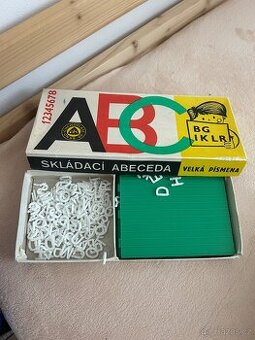 12345678
ABC
BG
IKLR
SKLÁDACÍ ABECEDA
VELKÁ PÍSMENA